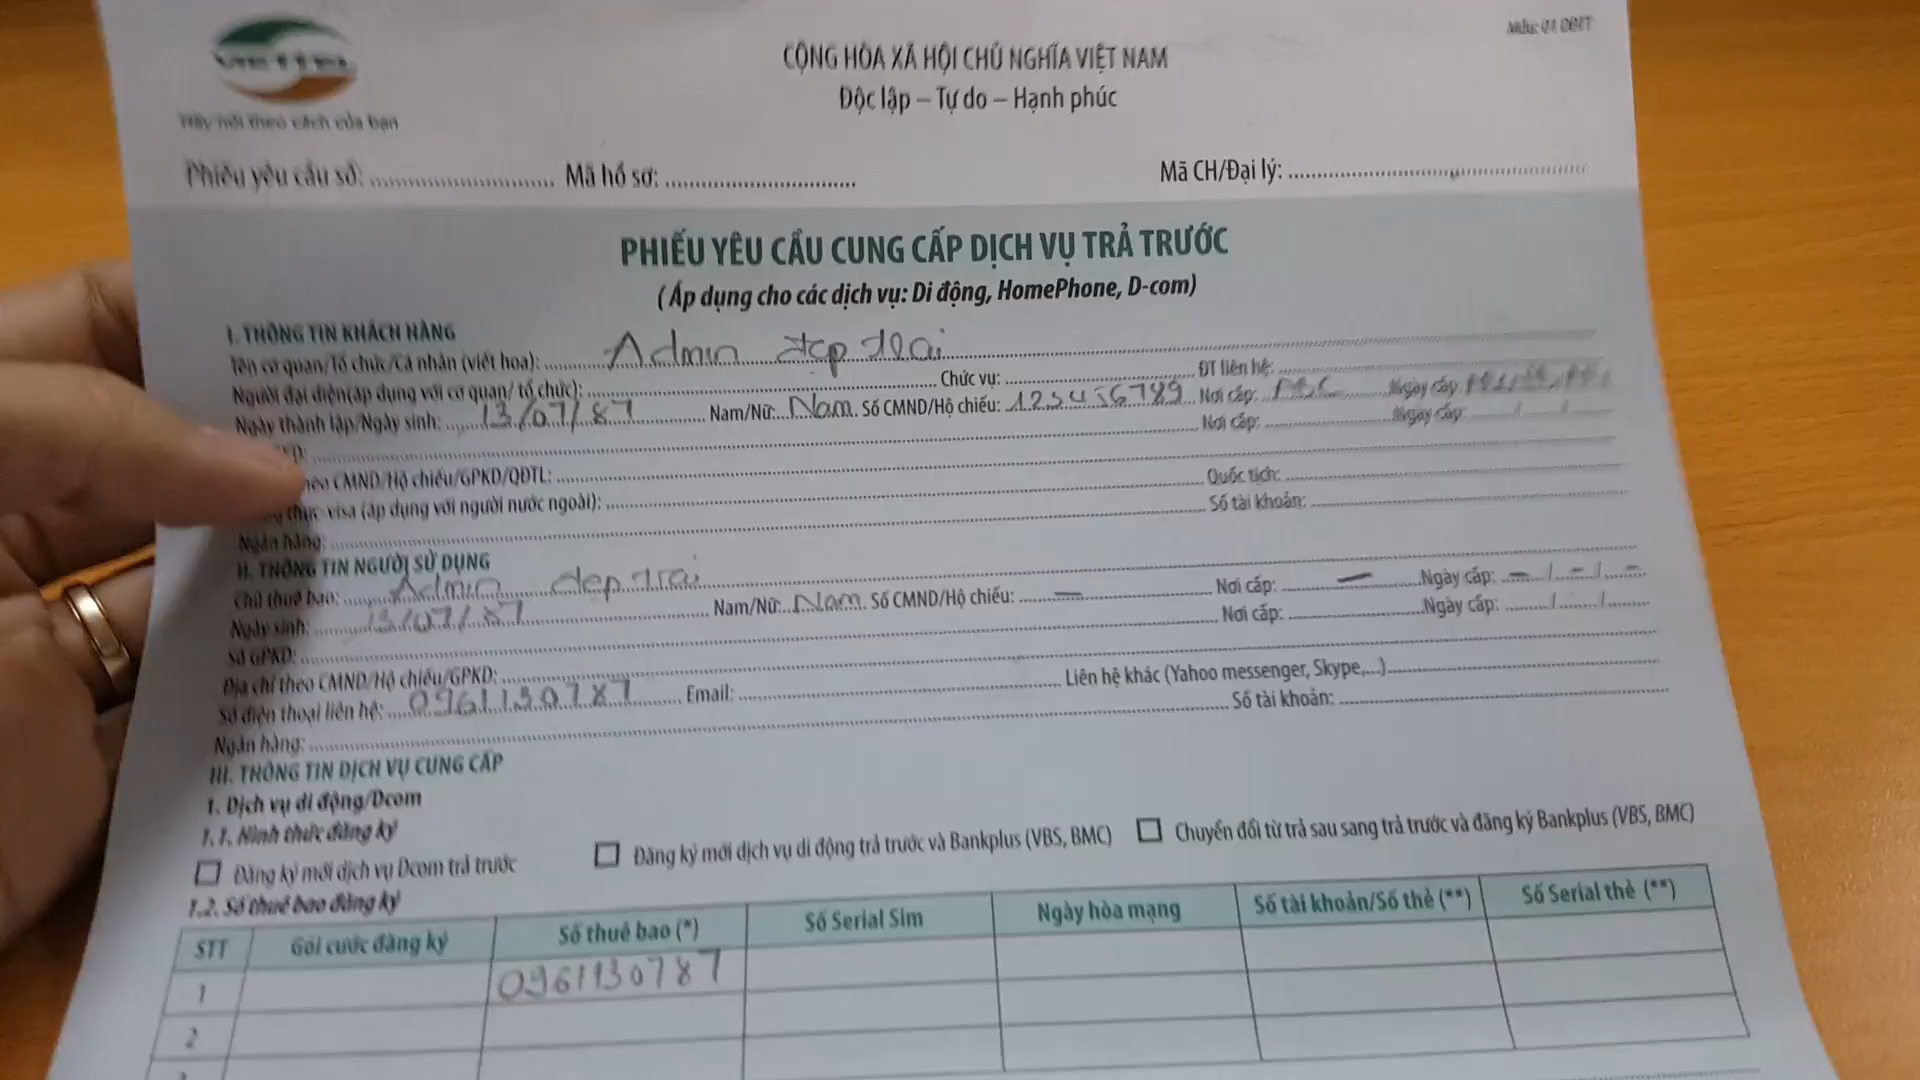 VIETTEL
Mẫu: 01 DBTT
CỘNG HÒA XÃ HỘI CHỦ NGHĨA VIỆT NAM
Độc lập – Tự do – Hạnh phúc
Hãy nói theo cách của bạn
Phiếu yêu cầu số: Mã hồ sơ: Mã CH/Đại lý:
PHIẾU YÊU CẦU CUNG CẤP DỊCH VỤ TRẢ TRƯỚC
(Áp dụng cho các dịch vụ: Di động, HomePhone, D-com)
I. THÔNG TIN KHÁCH HÀNG
Tên cơ quan/Tổ chức/Cá nhân (viết hoa): Admin đẹp
Người đại diện(áp dụng với cơ quan/ tổ chức): Chức vụ: ĐT liên hệ:
Ngày thành lập/Ngày sinh: 13/07/87 Nam/Nữ: Nam Số CMND/Hộ chiếu: 123456789 Nơi cấp: Ngày cấp:
Nơi cấp: Ngày cấp: / /
theo CMND/Hộ chiếu/GPKD/QĐTL: Quốc tịch:
thực visa (áp dụng với người nước ngoài): Số tài khoản:
Ngân hàng:
II. THÔNG TIN NGƯỜI SỬ DỤNG
Chủ thuê bao: Admin dep trai
Ngày sinh: 13/07/87 Nam/Nữ: Nam Số CMND/Hộ chiếu: – Nơi cấp: – Ngày cấp: – / – / –
Số GPKD: Nơi cấp: Ngày cấp: / /
Địa chỉ theo CMND/Hộ chiếu/GPKD:
Số điện thoại liên hệ: 0961130787 Email: Liên hệ khác (Yahoo messenger, Skype,...)
Ngân hàng: Số tài khoản:
III. THÔNG TIN DỊCH VỤ CUNG CẤP
1. Dịch vụ di động/Dcom
1.1. Hình thức đăng ký
Đăng ký mới dịch vụ Dcom trả trước Đăng ký mới dịch vụ di động trả trước và Bankplus (VBS, BMC) Chuyển đổi từ trả sau sang trả trước và đăng ký Bankplus (VBS, BMC)
1.2. Số thuê bao đăng ký
STT Gói cước đăng ký Số thuê bao (*) Số Serial Sim Ngày hòa mạng Số tài khoản/Số thẻ (**) Số Serial thẻ (**)
1 0961130787
2